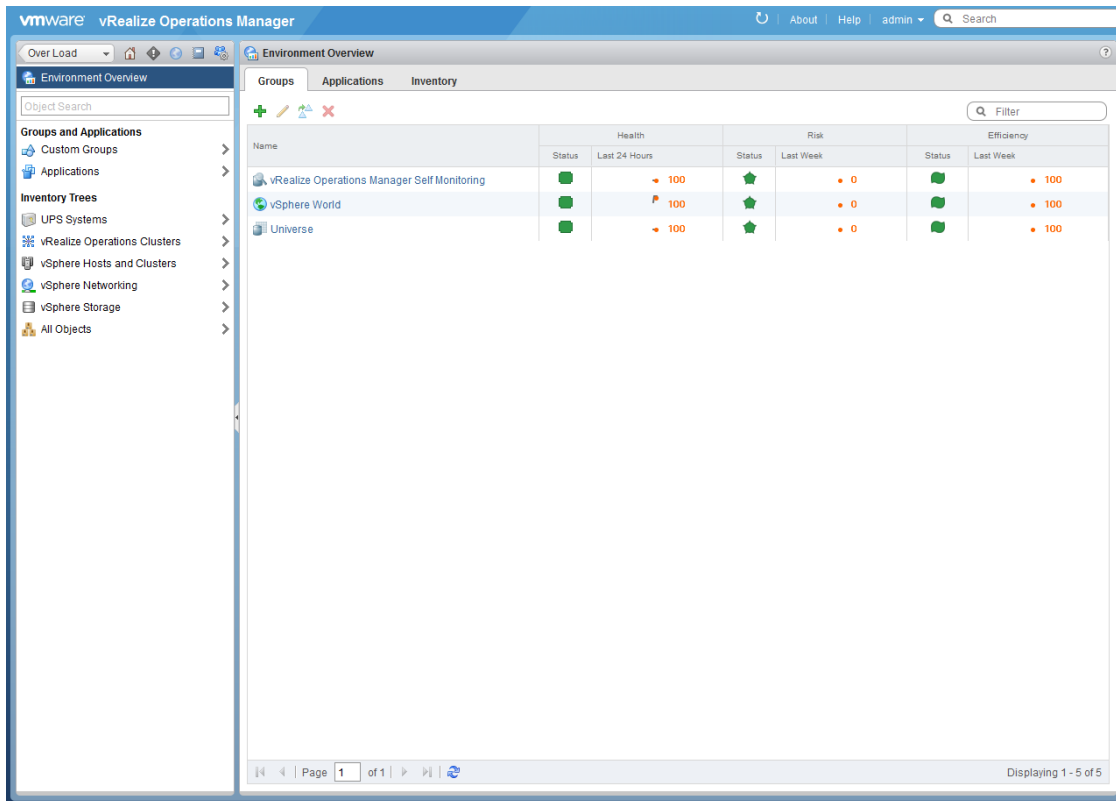 vmware vRealize Operations Manager
About Help admin Search
Over Load
Environment Overview
Object Search
Groups and Applications
Custom Groups
Applications
Inventory Trees
UPS Systems
vRealize Operations Clusters
vSphere Hosts and Clusters
vSphere Networking
vSphere Storage
All Objects
Environment Overview ?
Groups Applications Inventory
Filter
Name Health Risk Efficiency
Status Last 24 Hours Status Last Week Status Last Week
vRealize Operations Manager Self Monitoring 100 0 100
vSphere World 100 0 100
Universe 100 0 100
Page 1 of 1 Displaying 1 - 5 of 5